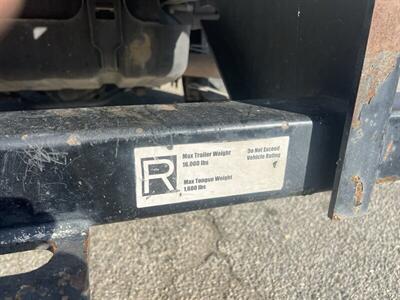 R
Max Trailer Weight
16,000 lbs
Max Tongue Weight
1,600 lbs
Do Not Exceed
Vehicle Rating